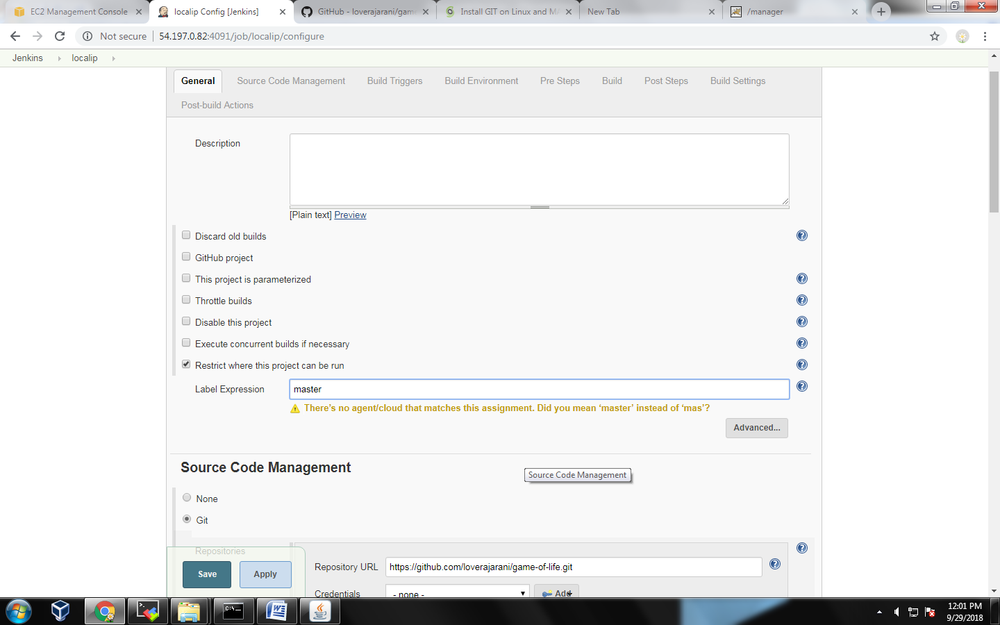 EC2 Management Console
localip Config [Jenkins]
GitHub - loverajarani/gam
Install GIT on Linux and M
New Tab
/manager
Not secure | 54.197.0.82:4091/job/localip/configure
Jenkins
localip
General
Source Code Management
Build Triggers
Build Environment
Pre Steps
Build
Post Steps
Build Settings
Post-build Actions
Description
[Plain text] Preview
Discard old builds
GitHub project
This project is parameterized
Throttle builds
Disable this project
Execute concurrent builds if necessary
Restrict where this project can be run
Label Expression
master
There’s no agent/cloud that matches this assignment. Did you mean ‘master’ instead of ‘mas’?
Advanced...
Source Code Management
Source Code Management
None
Git
Repositories
Repository URL
https://github.com/loverajarani/game-of-life.git
Save
Apply
Credentials
- none -
Add
12:01 PM
9/29/2018